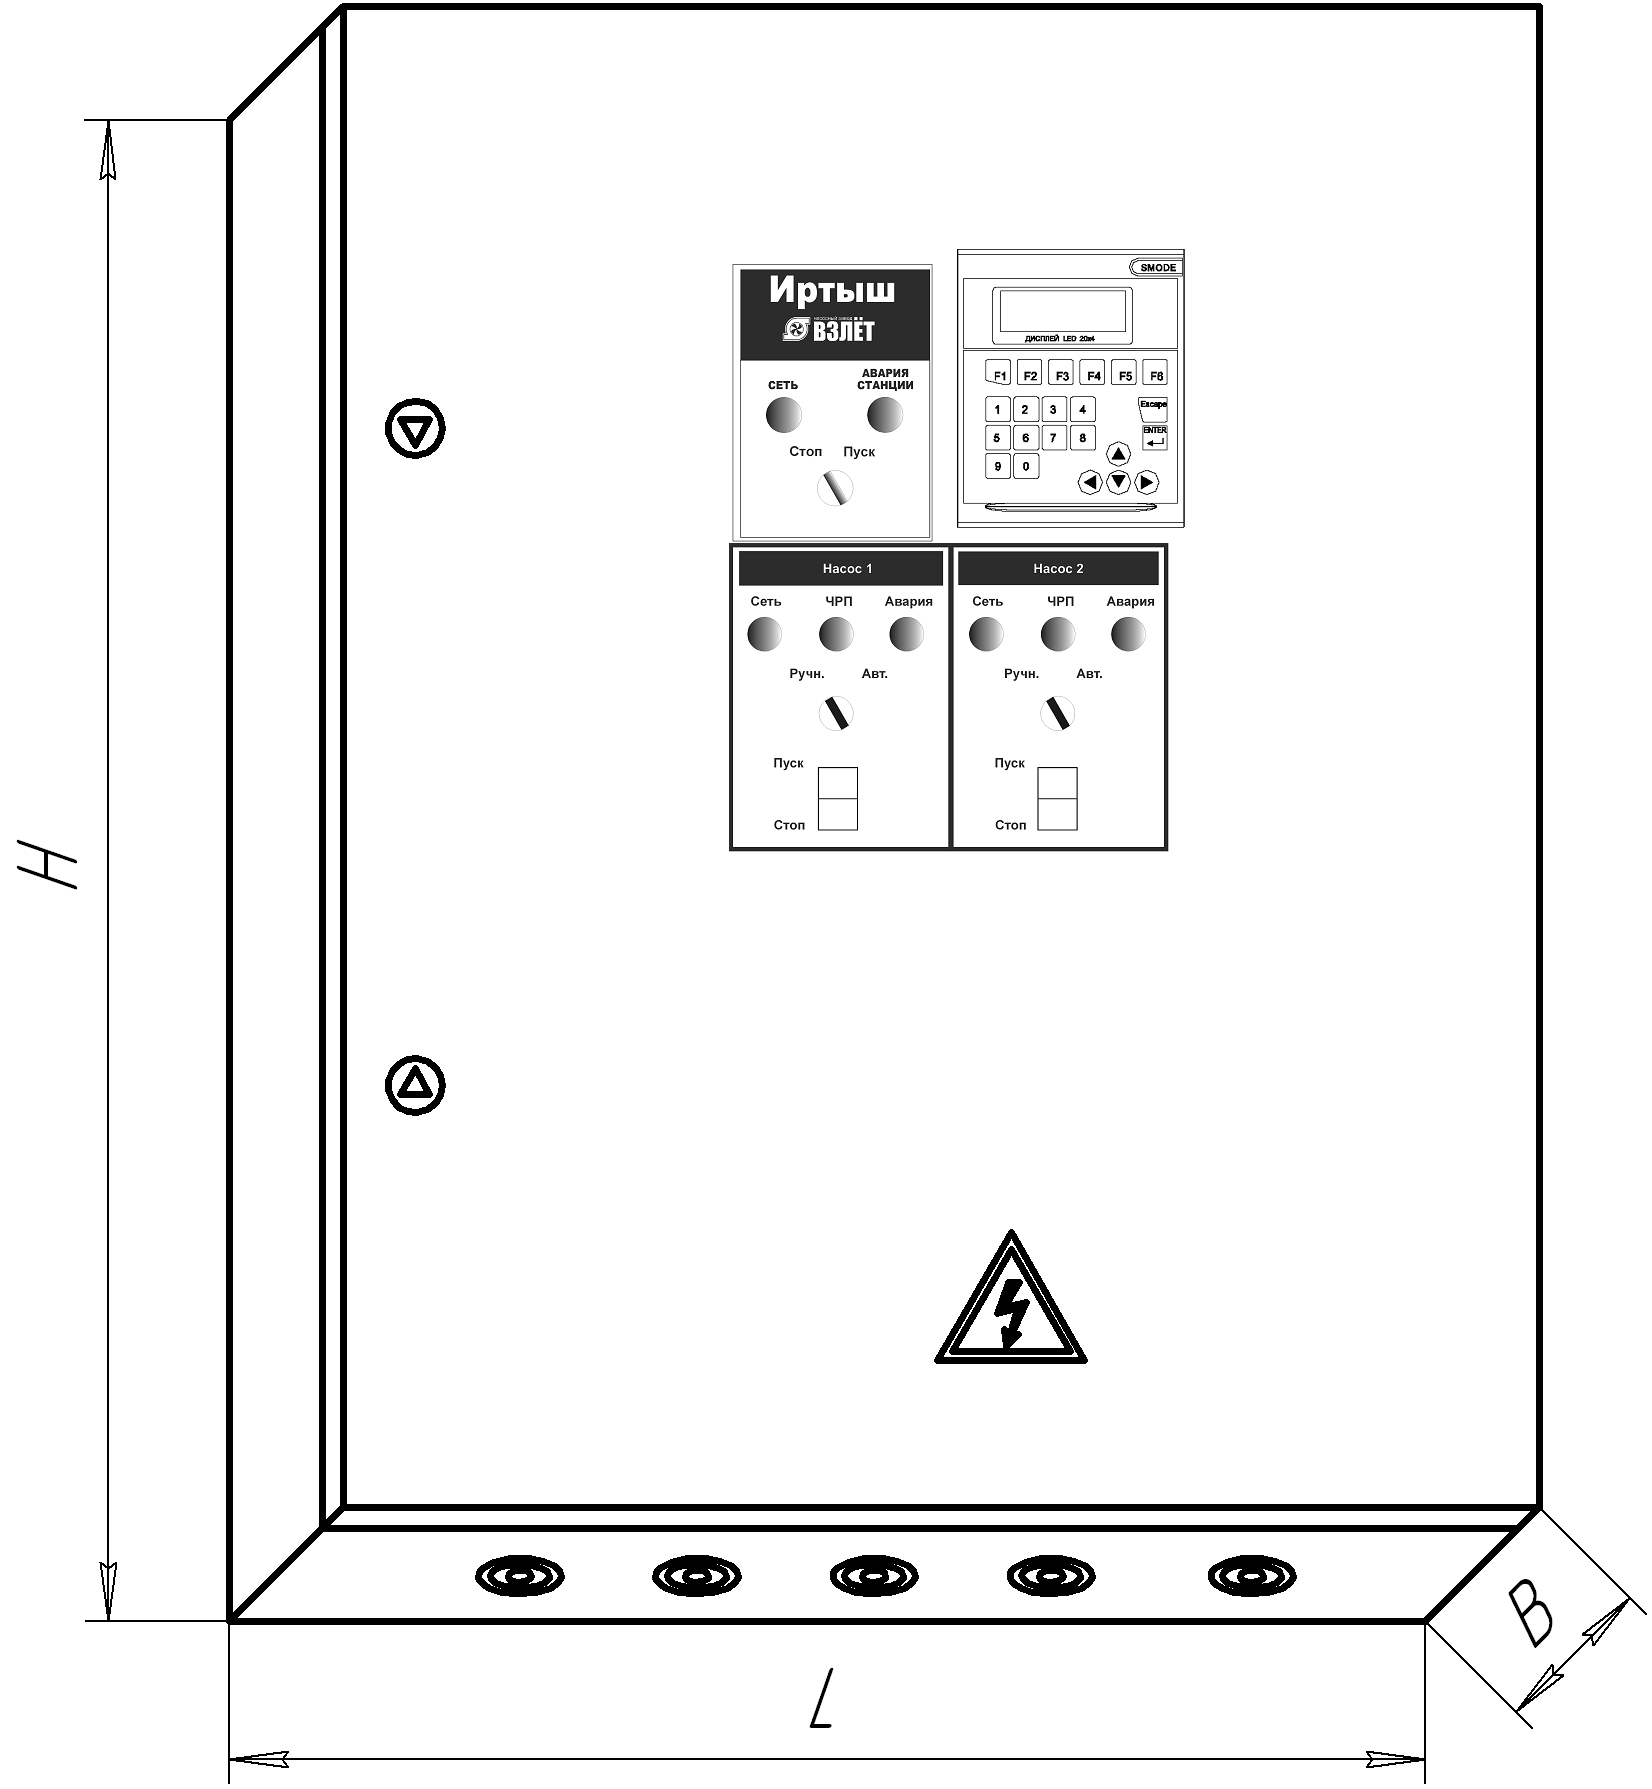 Иртыш
НАСОСНЫЙ ЗАВОД
ВЗЛЁТ
СЕТЬ
АВАРИЯ
СТАНЦИИ
Стоп Пуск
SMODE
ДИСПЛЕЙ LED 20x4
F1 F2 F3 F4 F5 F6
1 2 3 4
Escape
5 6 7 8
ENTER
9 0
Насос 1
Сеть ЧРП Авария
Ручн. Авт.
Пуск
Стоп
Насос 2
Сеть ЧРП Авария
Ручн. Авт.
Пуск
Стоп
H
B
L